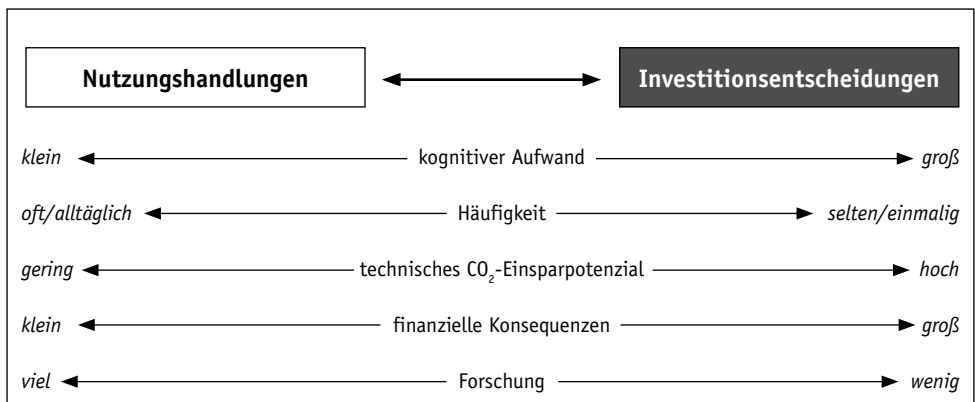 Nutzungshandlungen Investitionsentscheidungen
klein kognitiver Aufwand groß
oft/alltäglich Häufigkeit selten/einmalig
gering technisches CO₂-Einsparpotenzial hoch
klein finanzielle Konsequenzen groß
viel Forschung wenig